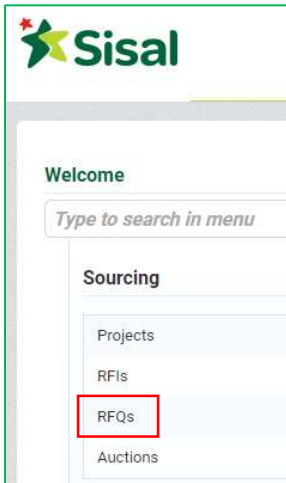 Sisal
Welcome
Type to search in menu
Sourcing
Projects
RFIs
RFQs
Auctions